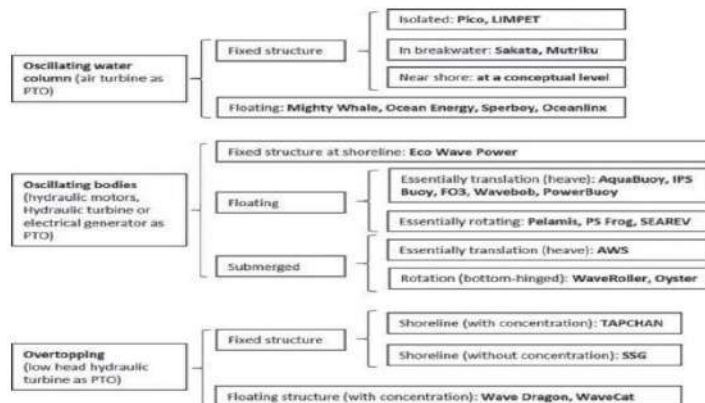 Isolated: Pico, LIMPET
Fixed structure
In breakwater: Sakata, Mutriku
Oscillating water
column (air turbine as
PTO)
Near shore: at a conceptual level
Floating: Mighty Whale, Ocean Energy, Sperboy, Oceanlinx
Fixed structure at shoreline: Eco Wave Power
Oscillating bodies
(hydraulic motors,
Hydraulic turbine or
electrical generator as
PTO)
Floating
Essentially translation (heave): AquaBuoy, IPS
Buoy, FO3, Wavebob, PowerBuoy
Essentially rotating: Pelamis, PS Frog, SEAREV
Submerged
Essentially translation (heave): AWS
Rotation (bottom-hinged): WaveRoller, Oyster
Overtopping
(low head hydraulic
turbine as PTO)
Fixed structure
Shoreline (with concentration): TAPCHAN
Shoreline (without concentration): SSG
Floating structure (with concentration): Wave Dragon, WaveCat